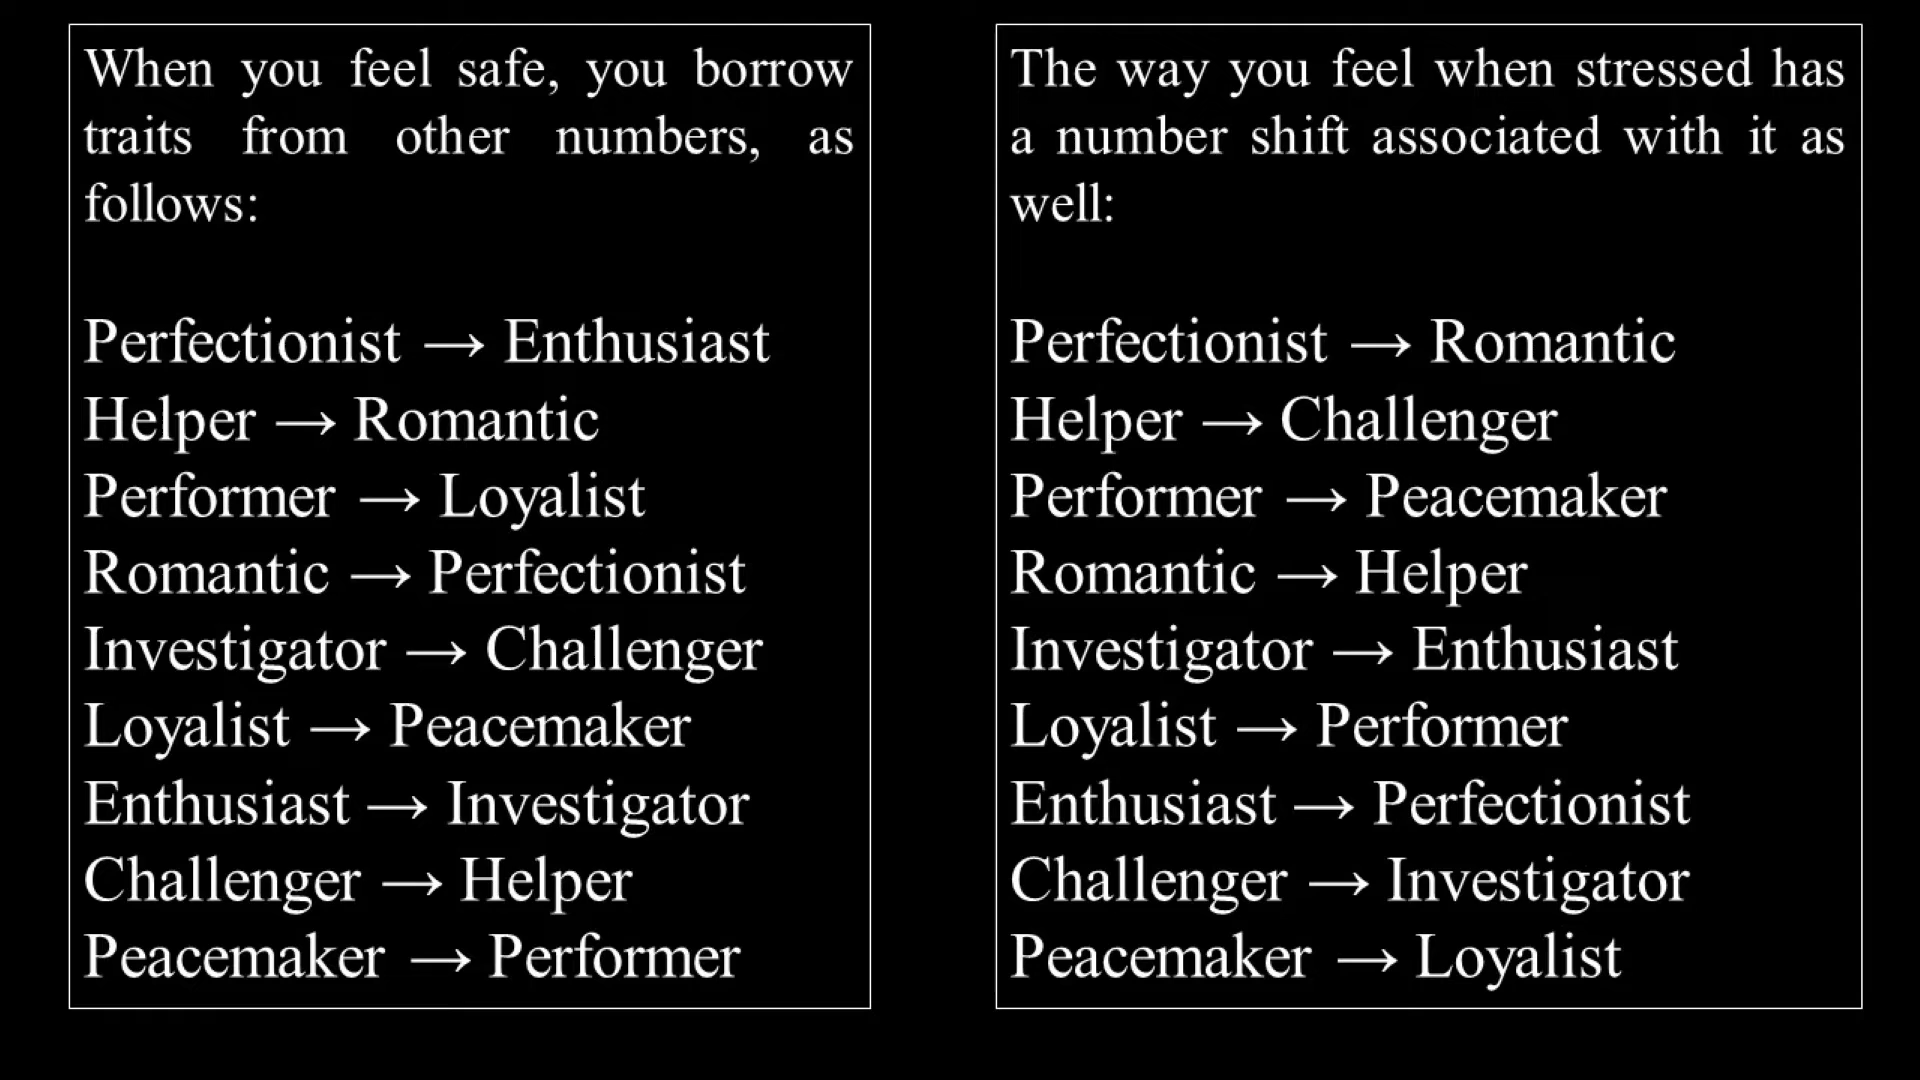 When you feel safe, you borrow
traits from other numbers, as
follows:
Perfectionist → Enthusiast
Helper → Romantic
Performer → Loyalist
Romantic → Perfectionist
Investigator → Challenger
Loyalist → Peacemaker
Enthusiast → Investigator
Challenger → Helper
Peacemaker → Performer
The way you feel when stressed has
a number shift associated with it as
well:
Perfectionist → Romantic
Helper → Challenger
Performer → Peacemaker
Romantic → Helper
Investigator → Enthusiast
Loyalist → Performer
Enthusiast → Perfectionist
Challenger → Investigator
Peacemaker → Loyalist